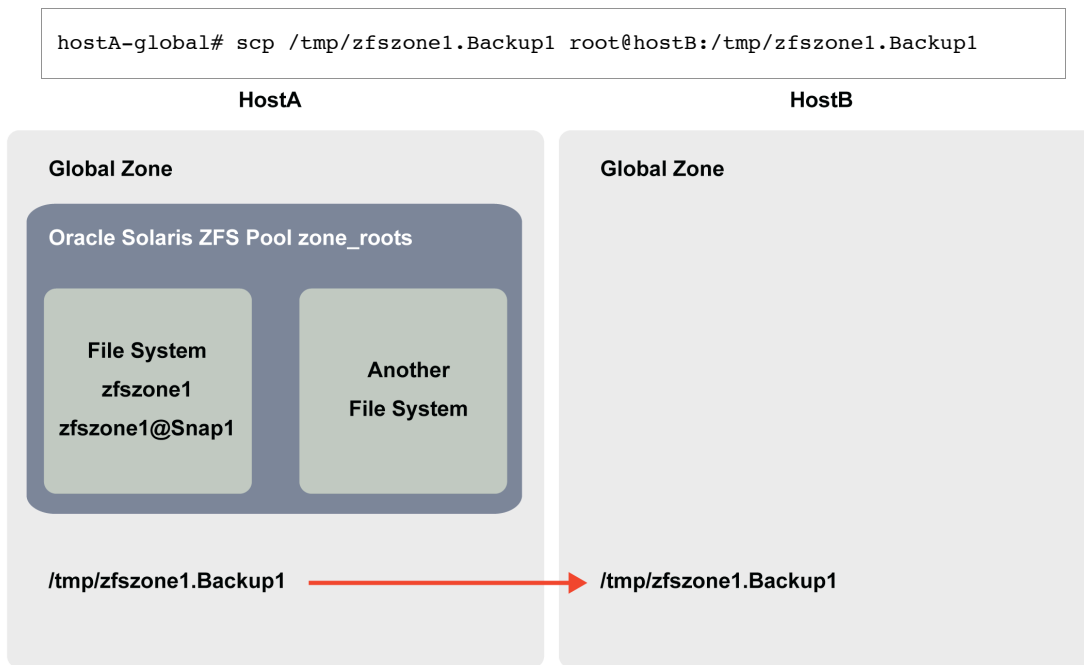 hostA-global# scp /tmp/zfszone1.Backup1 root@hostB:/tmp/zfszone1.Backup1
HostA
HostB
Global Zone
Oracle Solaris ZFS Pool zone_roots
File System
zfszone1
zfszone1@Snap1
Another
File System
/tmp/zfszone1.Backup1
Global Zone
/tmp/zfszone1.Backup1